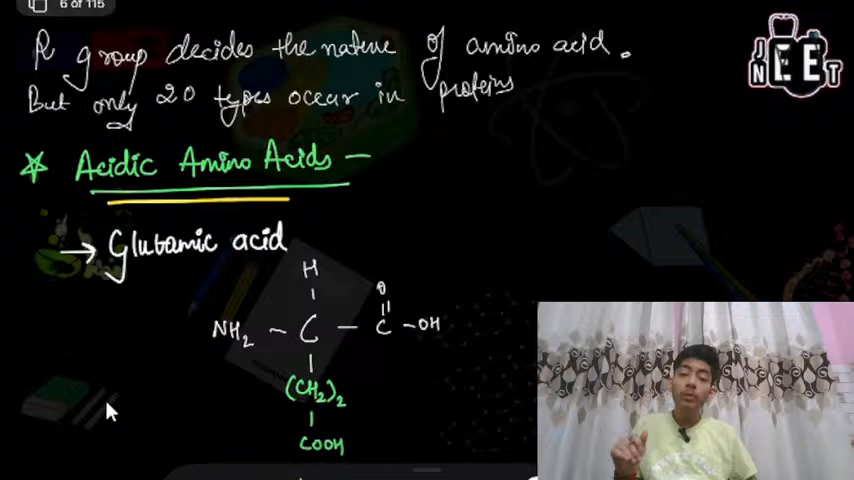 6 of 115
R group decides the nature of amino acid.
But only 20 types occur in proteins
JNEET
Acidic Amino Acids -
→ Glutamic acid
H
O
NH2 - C - C - OH
(CH2)2
COOH